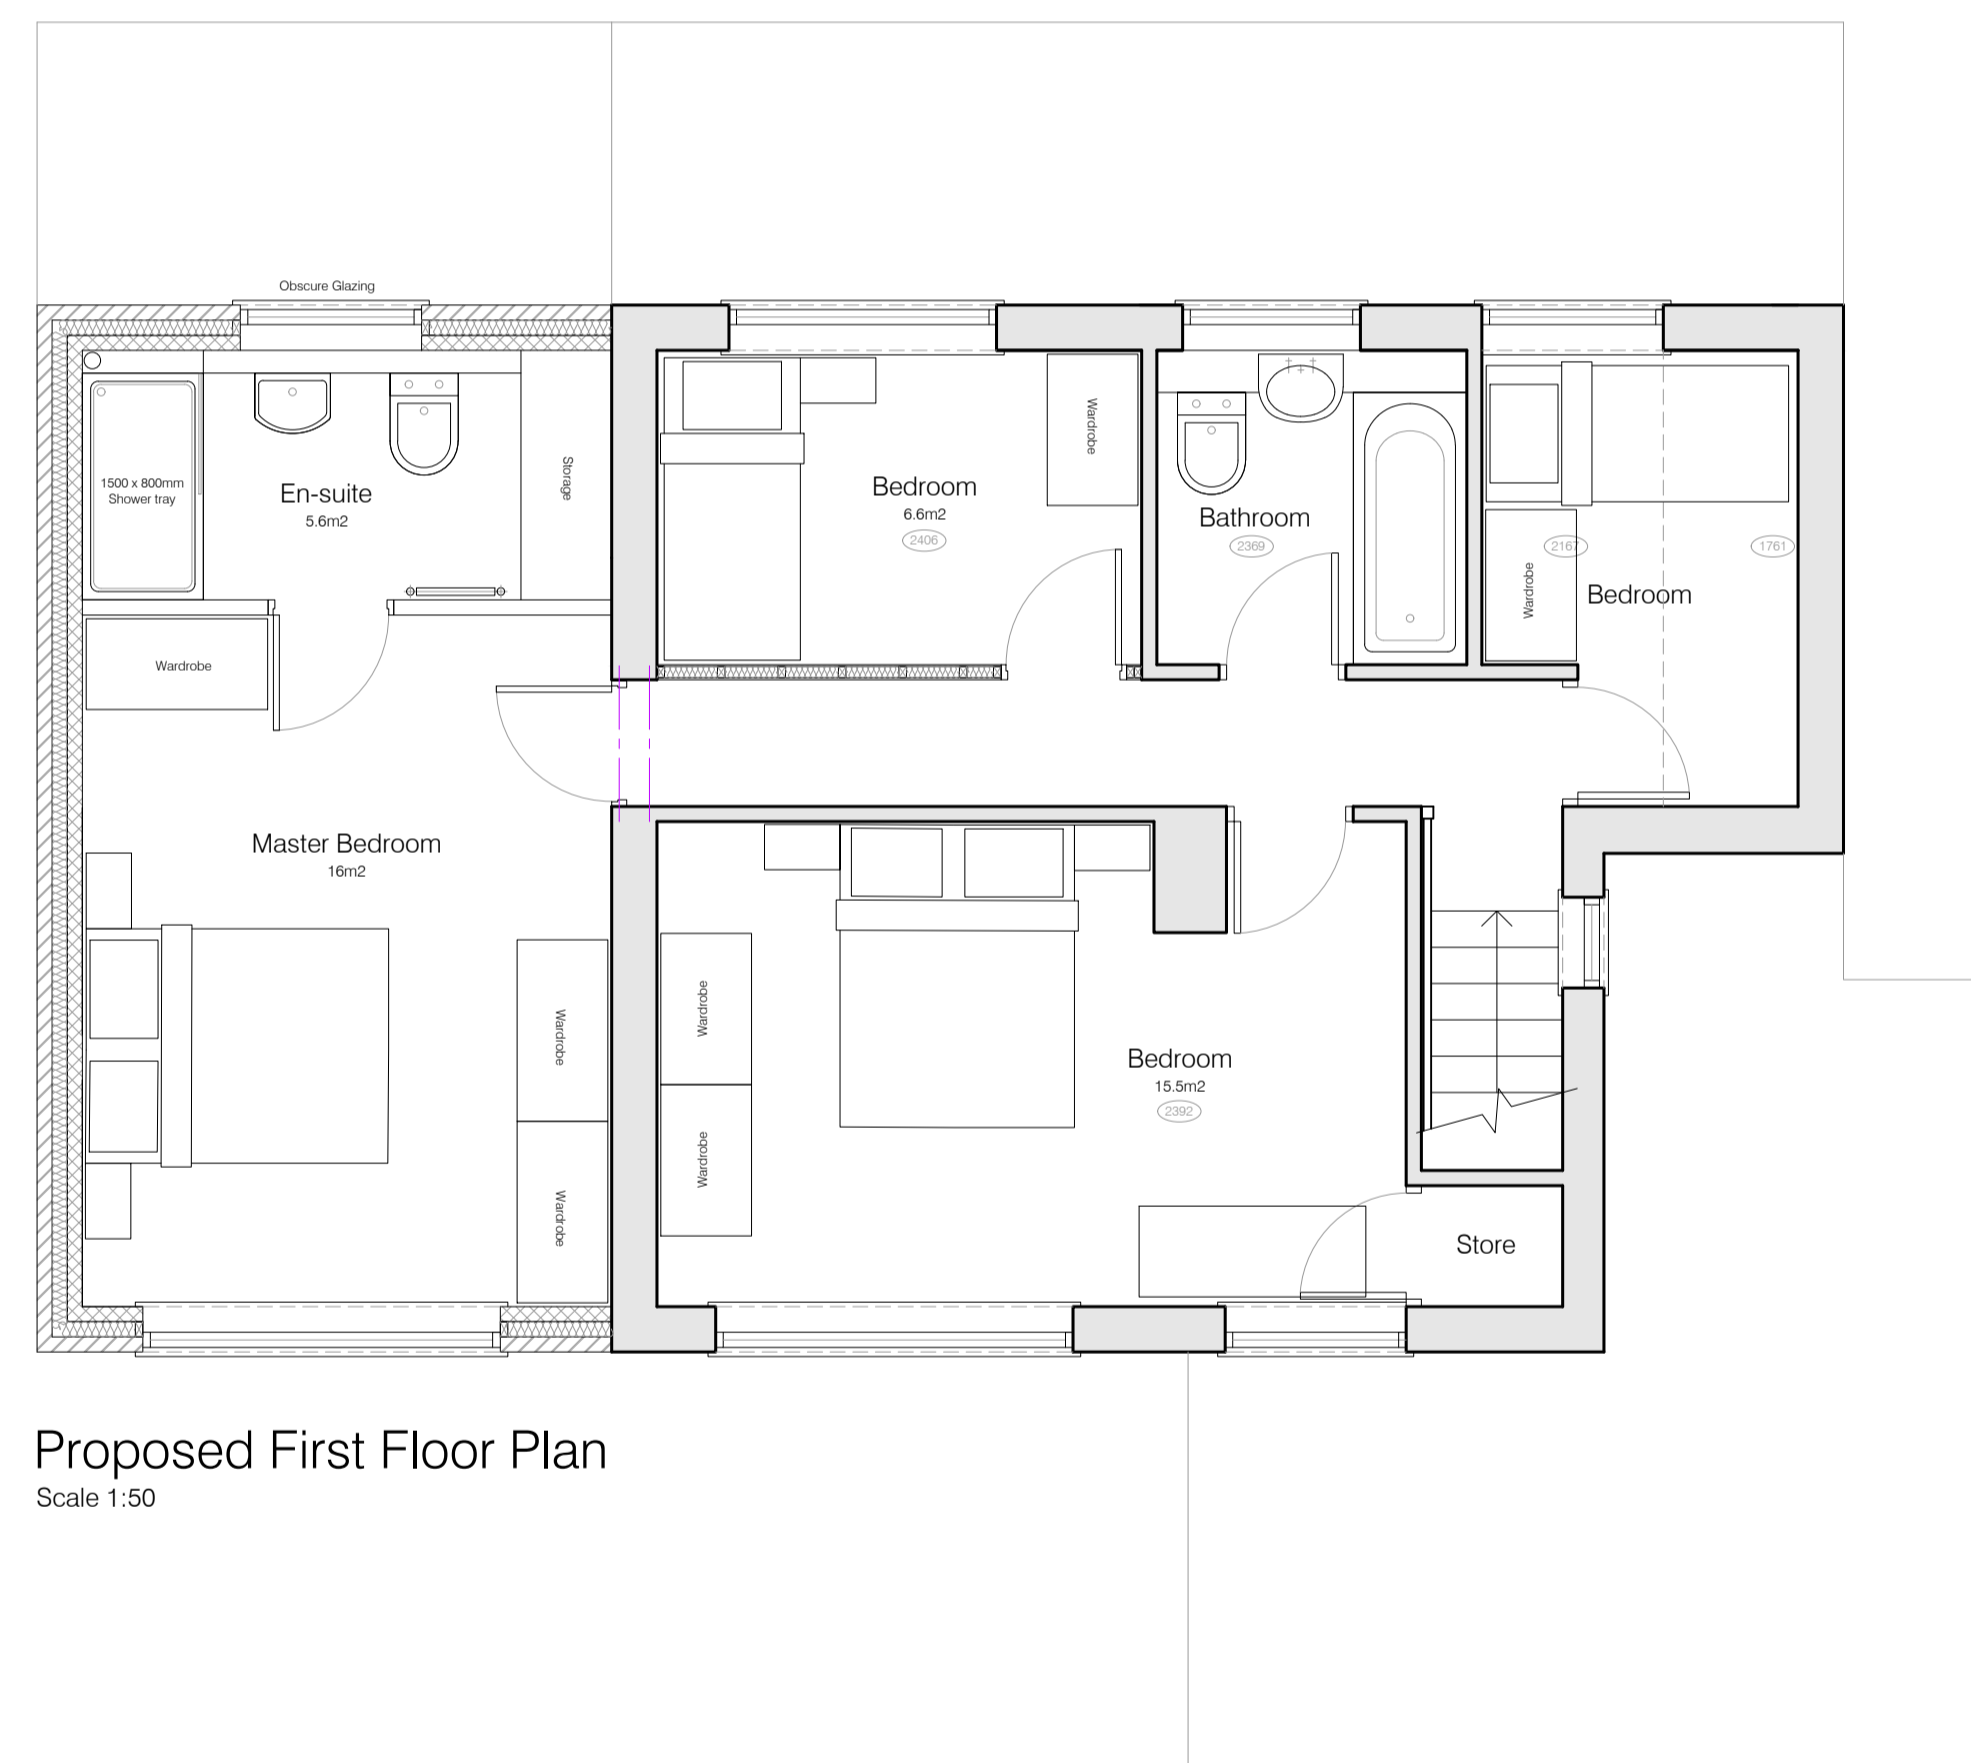 Obscure Glazing
1500 x 800mm
Shower tray
En-suite
5.6m2
Storage
Wardrobe
Master Bedroom
16m2
Wardrobe
Wardrobe
Bedroom
6.6m2
2406
Wardrobe
Bathroom
2369
2167
1761
Wardrobe
Bedroom
Wardrobe
Wardrobe
Bedroom
15.5m2
2392
Store
Proposed First Floor Plan
Scale 1:50